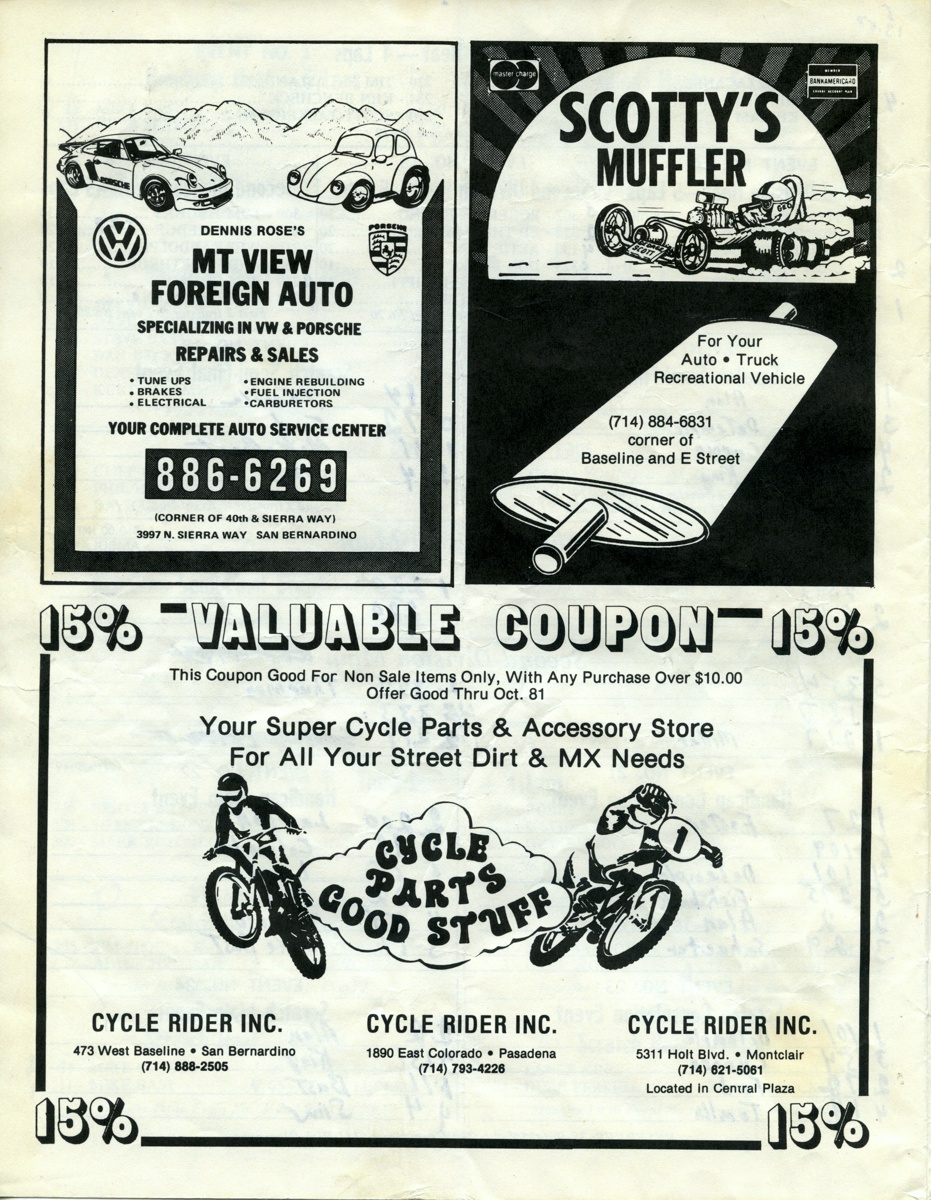 PORSCHE
VW
PORSCHE
DENNIS ROSE'S
MT VIEW
FOREIGN AUTO
SPECIALIZING IN VW & PORSCHE
REPAIRS & SALES
• TUNE UPS
• BRAKES
• ELECTRICAL
• ENGINE REBUILDING
• FUEL INJECTION
• CARBURETORS
YOUR COMPLETE AUTO SERVICE CENTER
886-6269
(CORNER OF 40th & SIERRA WAY)
3997 N. SIERRA WAY SAN BERNARDINO
master charge
BANKAMERICARD
SCOTTY'S
MUFFLER
SCOTT
For Your
Auto • Truck
Recreational Vehicle
(714) 884-6831
corner of
Baseline and E Street
15% VALUABLE COUPON 15%
This Coupon Good For Non Sale Items Only, With Any Purchase Over $10.00
Offer Good Thru Oct. 81
Your Super Cycle Parts & Accessory Store
For All Your Street Dirt & MX Needs
1
CYCLE
PARTS
GOOD STUFF
CYCLE RIDER INC.
473 West Baseline • San Bernardino
(714) 888-2505
CYCLE RIDER INC.
1890 East Colorado • Pasadena
(714) 793-4226
CYCLE RIDER INC.
5311 Holt Blvd. • Montclair
(714) 621-5061
Located in Central Plaza
15% 15%